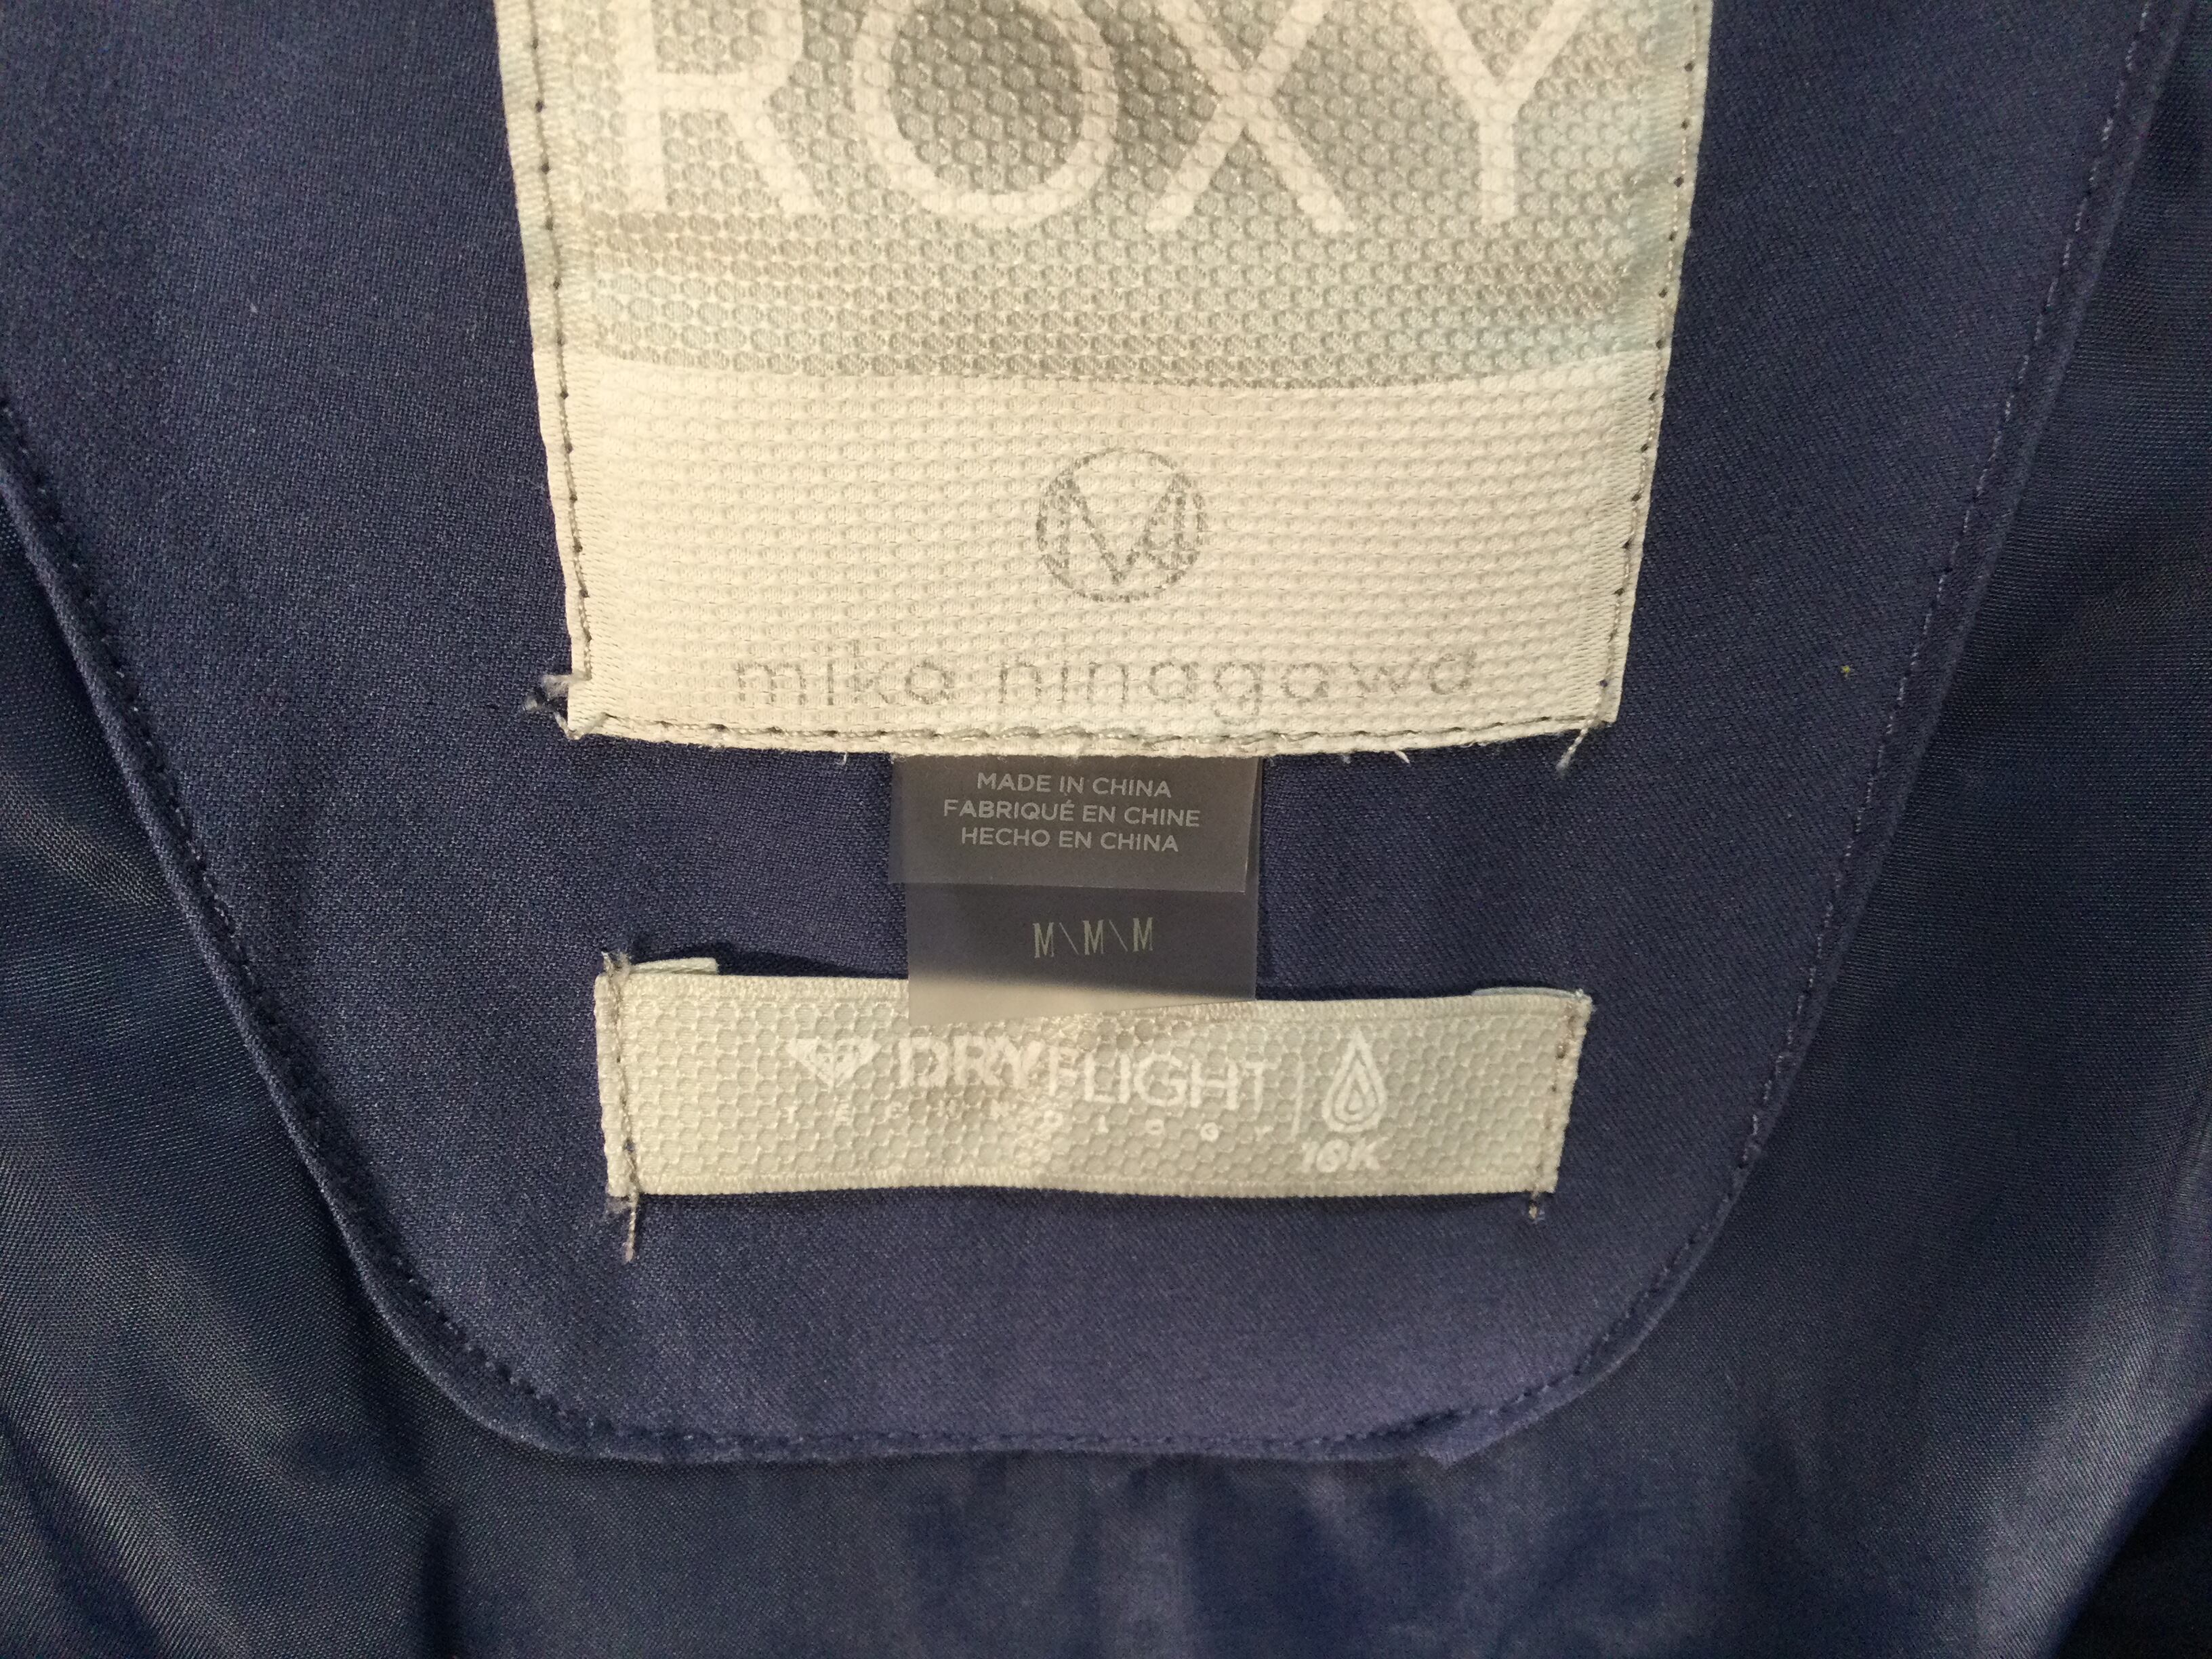 ROXY
M
miko ninagawa
MADE IN CHINA
FABRIQUÉ EN CHINE
HECHO EN CHINA
M\M\M
DRYFLIGHT
TECHNOLOGY
10K